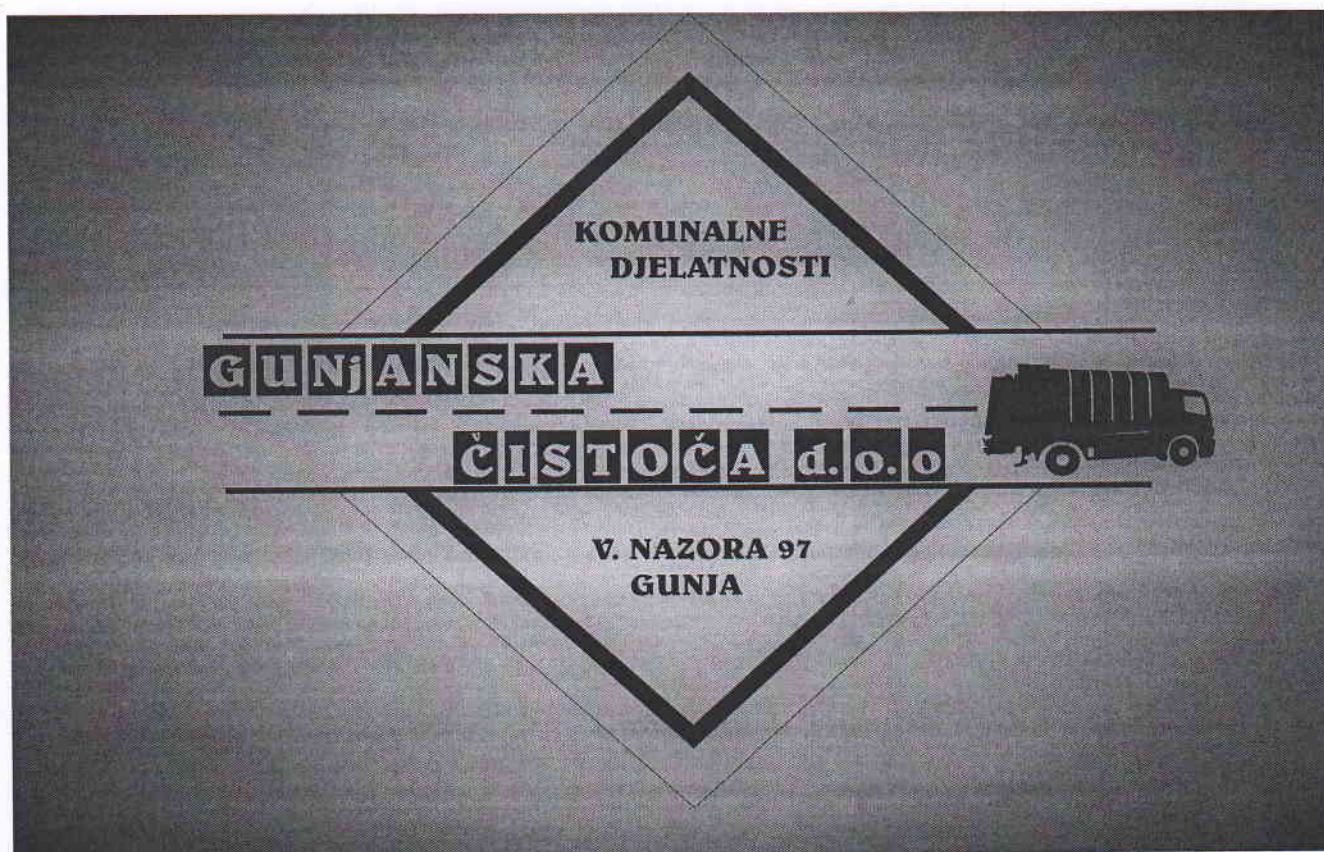 KOMUNALNE
DJELATNOSTI
GUNjANSKA
ČISTOĆA d.o.o
V. NAZORA 97
GUNJA